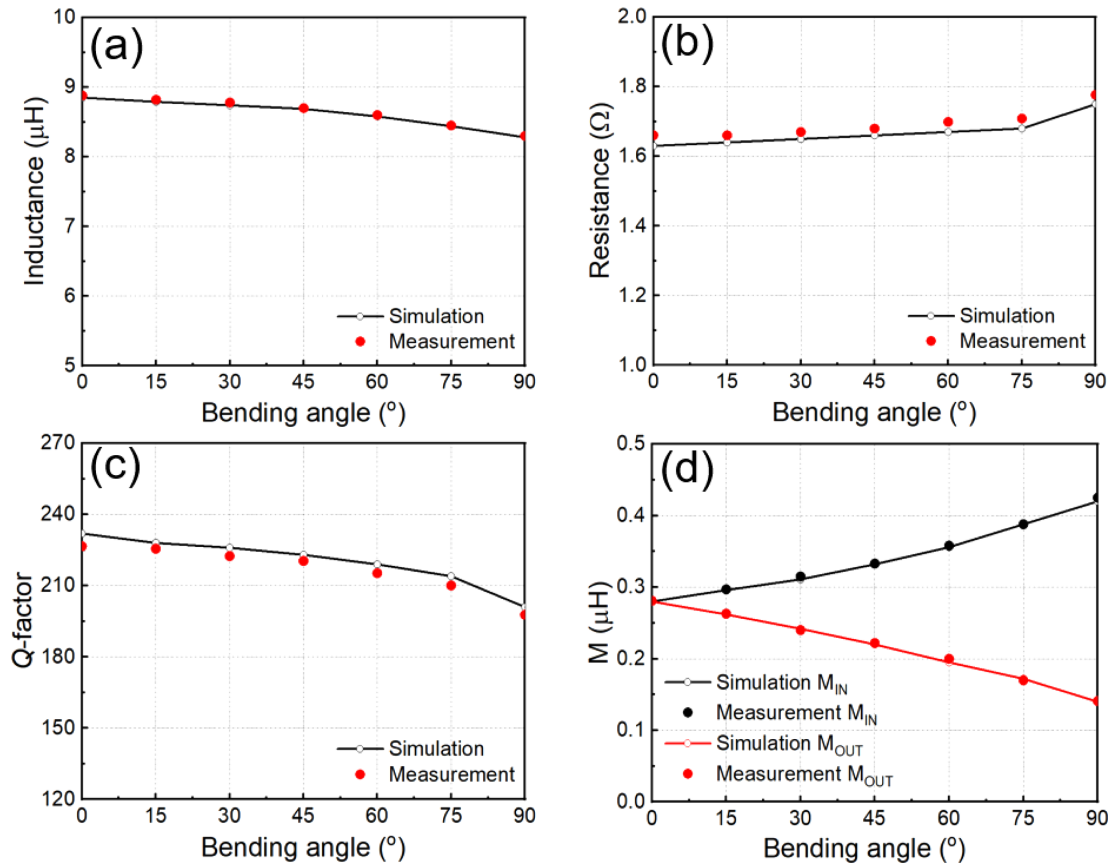 (a)
10
9
8
7
6
5
Inductance (μH)
Simulation
Measurement
0 15 30 45 60 75 90
Bending angle (°)
(b)
2.0
1.8
1.6
1.4
1.2
1.0
Resistance (Ω)
Simulation
Measurement
0 15 30 45 60 75 90
Bending angle (°)
(c)
270
240
210
180
150
120
Q-factor
Simulation
Measurement
0 15 30 45 60 75 90
Bending angle (°)
(d)
0.5
0.4
0.3
0.2
0.1
0.0
M (μH)
Simulation M_IN
Measurement M_IN
Simulation M_OUT
Measurement M_OUT
0 15 30 45 60 75 90
Bending angle (°)